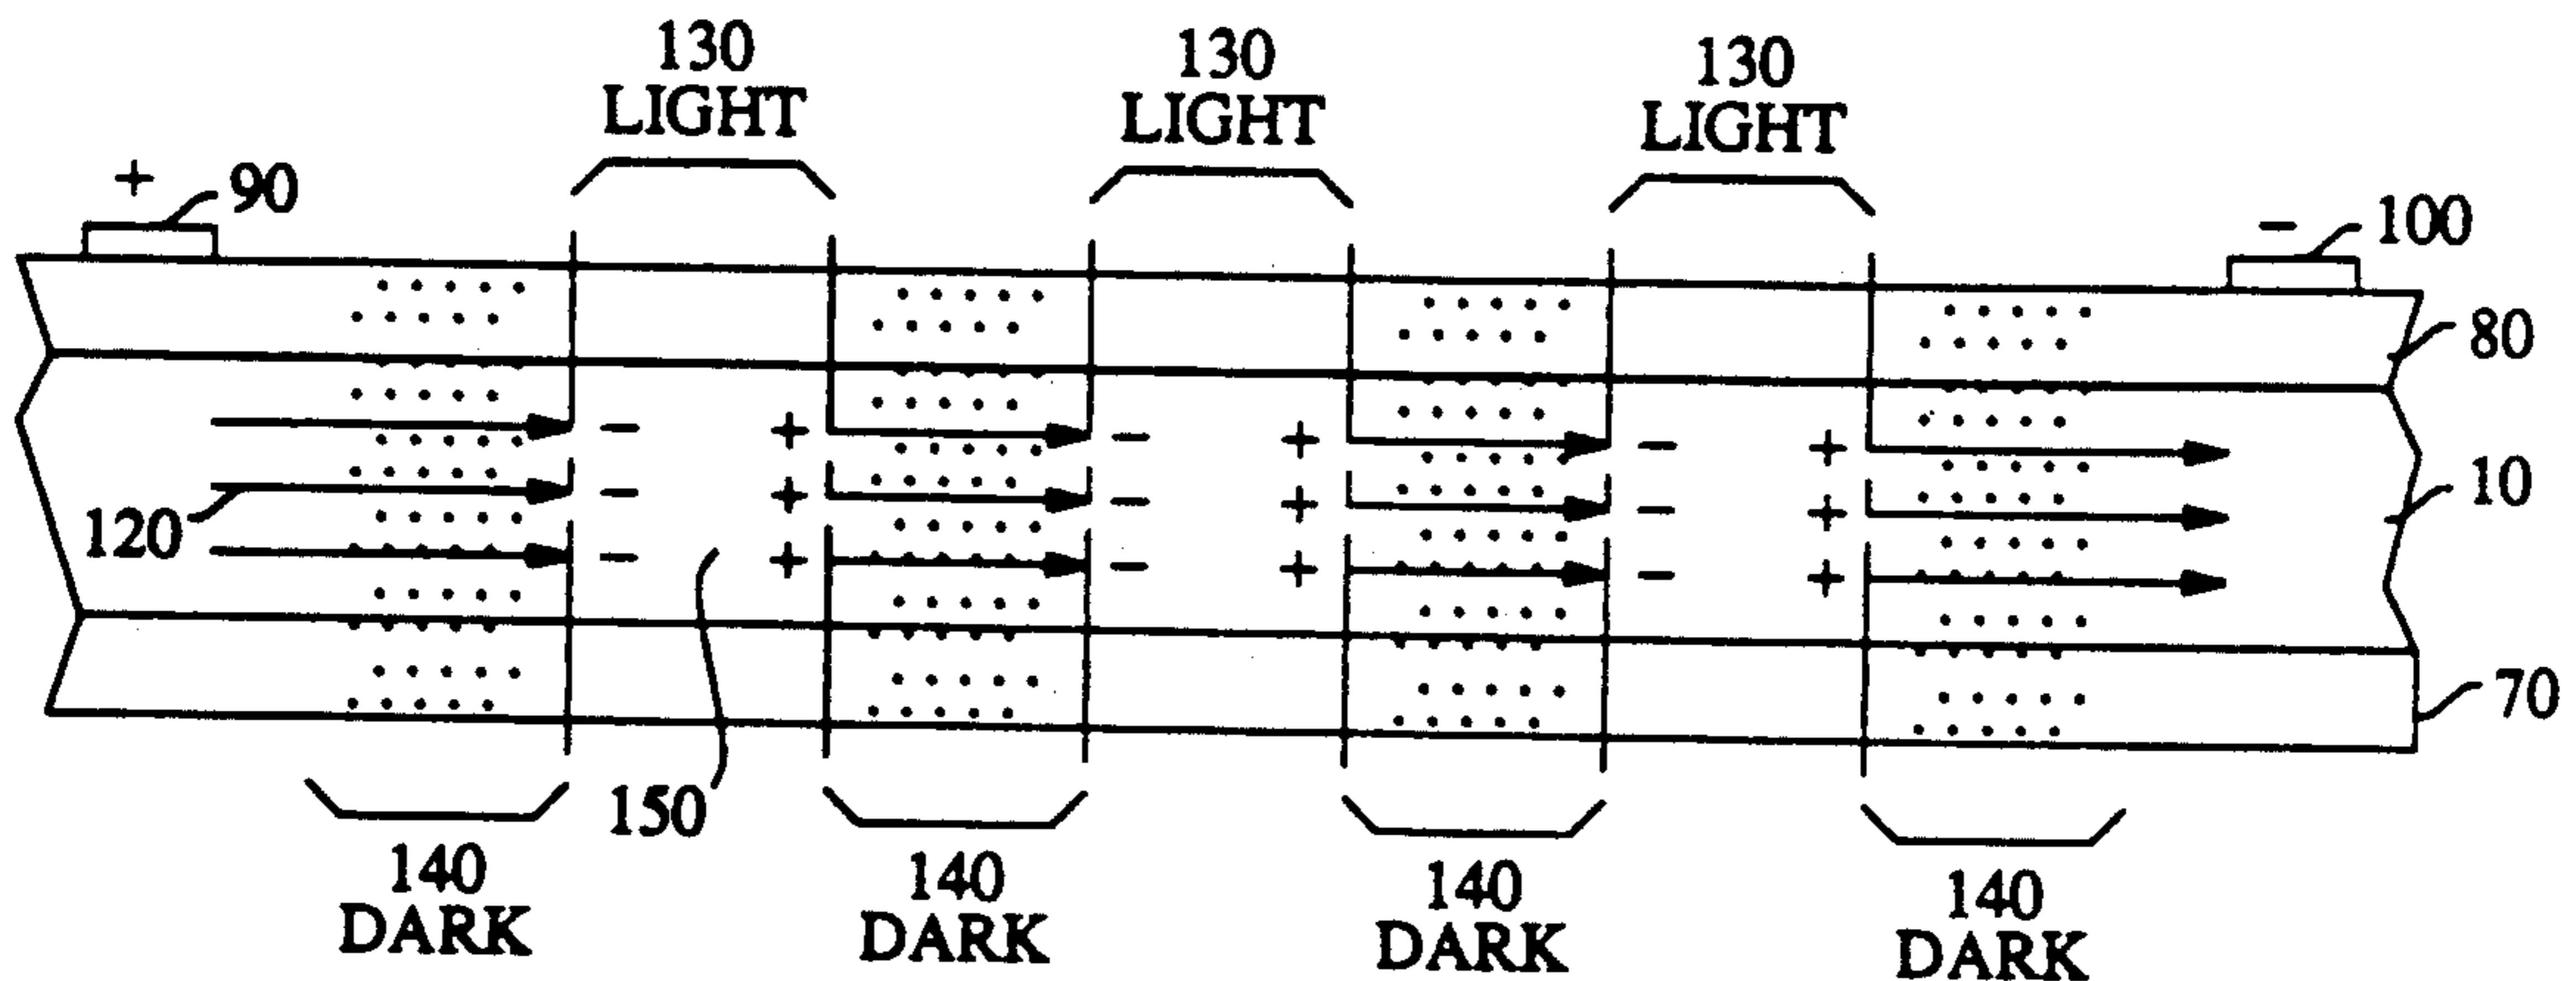 130
LIGHT
130
LIGHT
130
LIGHT
+
90
−
100
80
− + − + − +
10
− + − + − +
120
− + − + − +
70
150
140
DARK
140
DARK
140
DARK
140
DARK